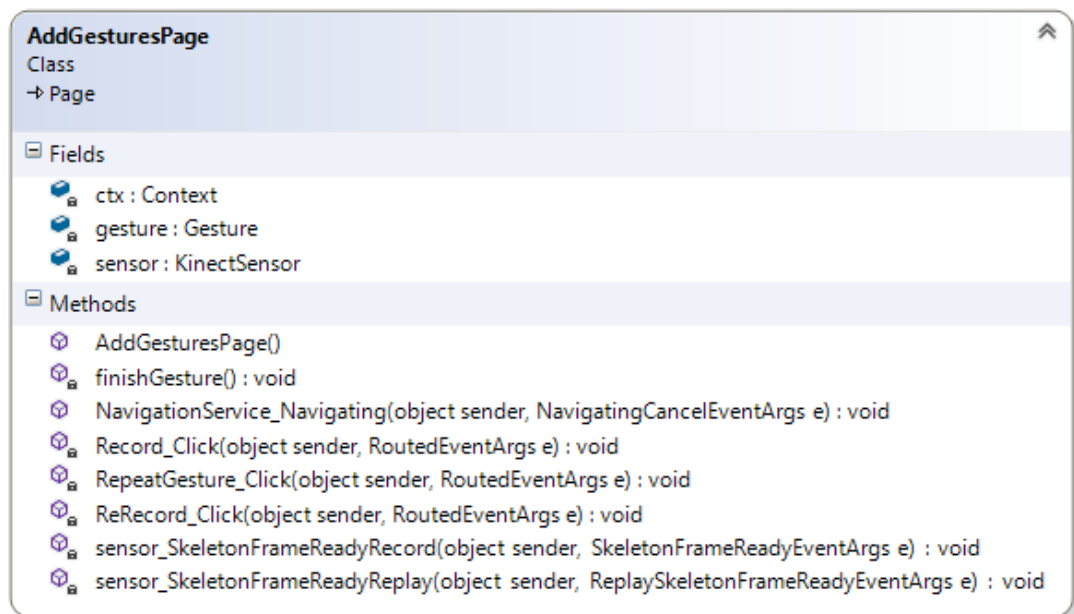 AddGesturesPage
Class
Page
Fields
ctx : Context
gesture : Gesture
sensor : KinectSensor
Methods
AddGesturesPage()
finishGesture() : void
NavigationService_Navigating(object sender, NavigatingCancelEventArgs e) : void
Record_Click(object sender, RoutedEventArgs e) : void
RepeatGesture_Click(object sender, RoutedEventArgs e) : void
ReRecord_Click(object sender, RoutedEventArgs e) : void
sensor_SkeletonFrameReadyRecord(object sender, SkeletonFrameReadyEventArgs e) : void
sensor_SkeletonFrameReadyReplay(object sender, ReplaySkeletonFrameReadyEventArgs e) : void